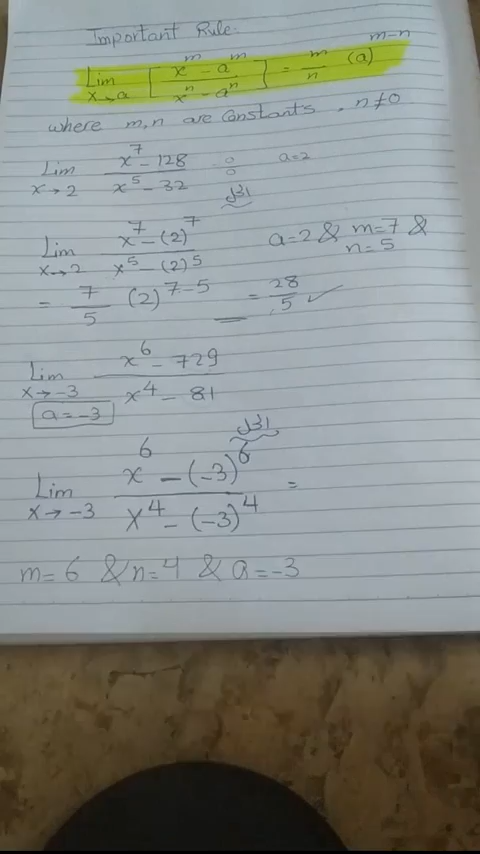 Important Rule.
Lim x→a [ (x^m - a^m) / (x^n - a^n) ] = m/n (a)^(m-n)
where m,n are Constants, n≠0
Lim x→2 (x^7 - 128) / (x^5 - 32) 0/0 a=2
الحل
Lim x→2 (x^7 - (2)^7) / (x^5 - (2)^5) a=2 & m=7 & n=5
= 7/5 (2)^(7-5) = 28/5 ✓
Lim x→-3 (x^6 - 729) / (x^4 - 81)
a=-3
الحل
Lim x→-3 (x^6 - (-3)^6) / (x^4 - (-3)^4) =
m=6 & n=4 & a=-3